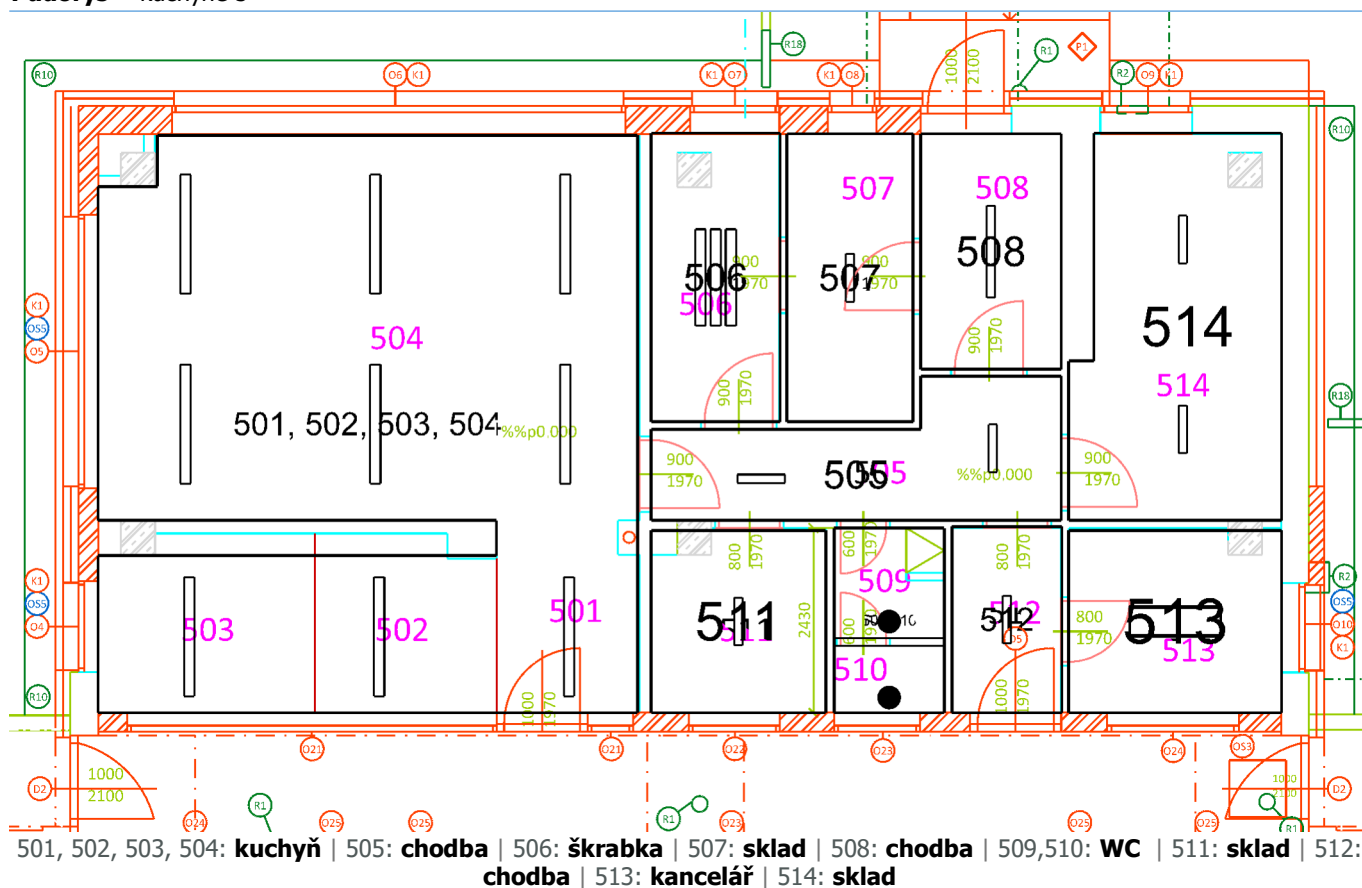 R18
R1
P1
R10
O6 K1
K1 O7
K1 O8
1000
2100
R2
O9 K1
R10
507
508
508
506
900
1970
507
900
1970
506
K1
OS5
O5
504
514
514
900
1970
900
1970
501, 502, 503, 504
%%p0.000
R18
900
1970
505
505
%%p0.000
900
1970
800
1970
600
1970
800
1970
K1
OS5
O4
R2
OS5
O10
K1
503
502
501
511
511
2430
509
600
1970
510
512
512
O5
800
1970
513
513
R10
1000
1970
1000
1970
O21
O21
O22
O23
O24
OS3
D2
1000
2100
R1
O24
O25
O25
R1
O23
O25
O25
1000
2100
D2
R1
501, 502, 503, 504: kuchyň | 505: chodba | 506: škrabka | 507: sklad | 508: chodba | 509,510: WC | 511: sklad | 512:
chodba | 513: kancelář | 514: sklad